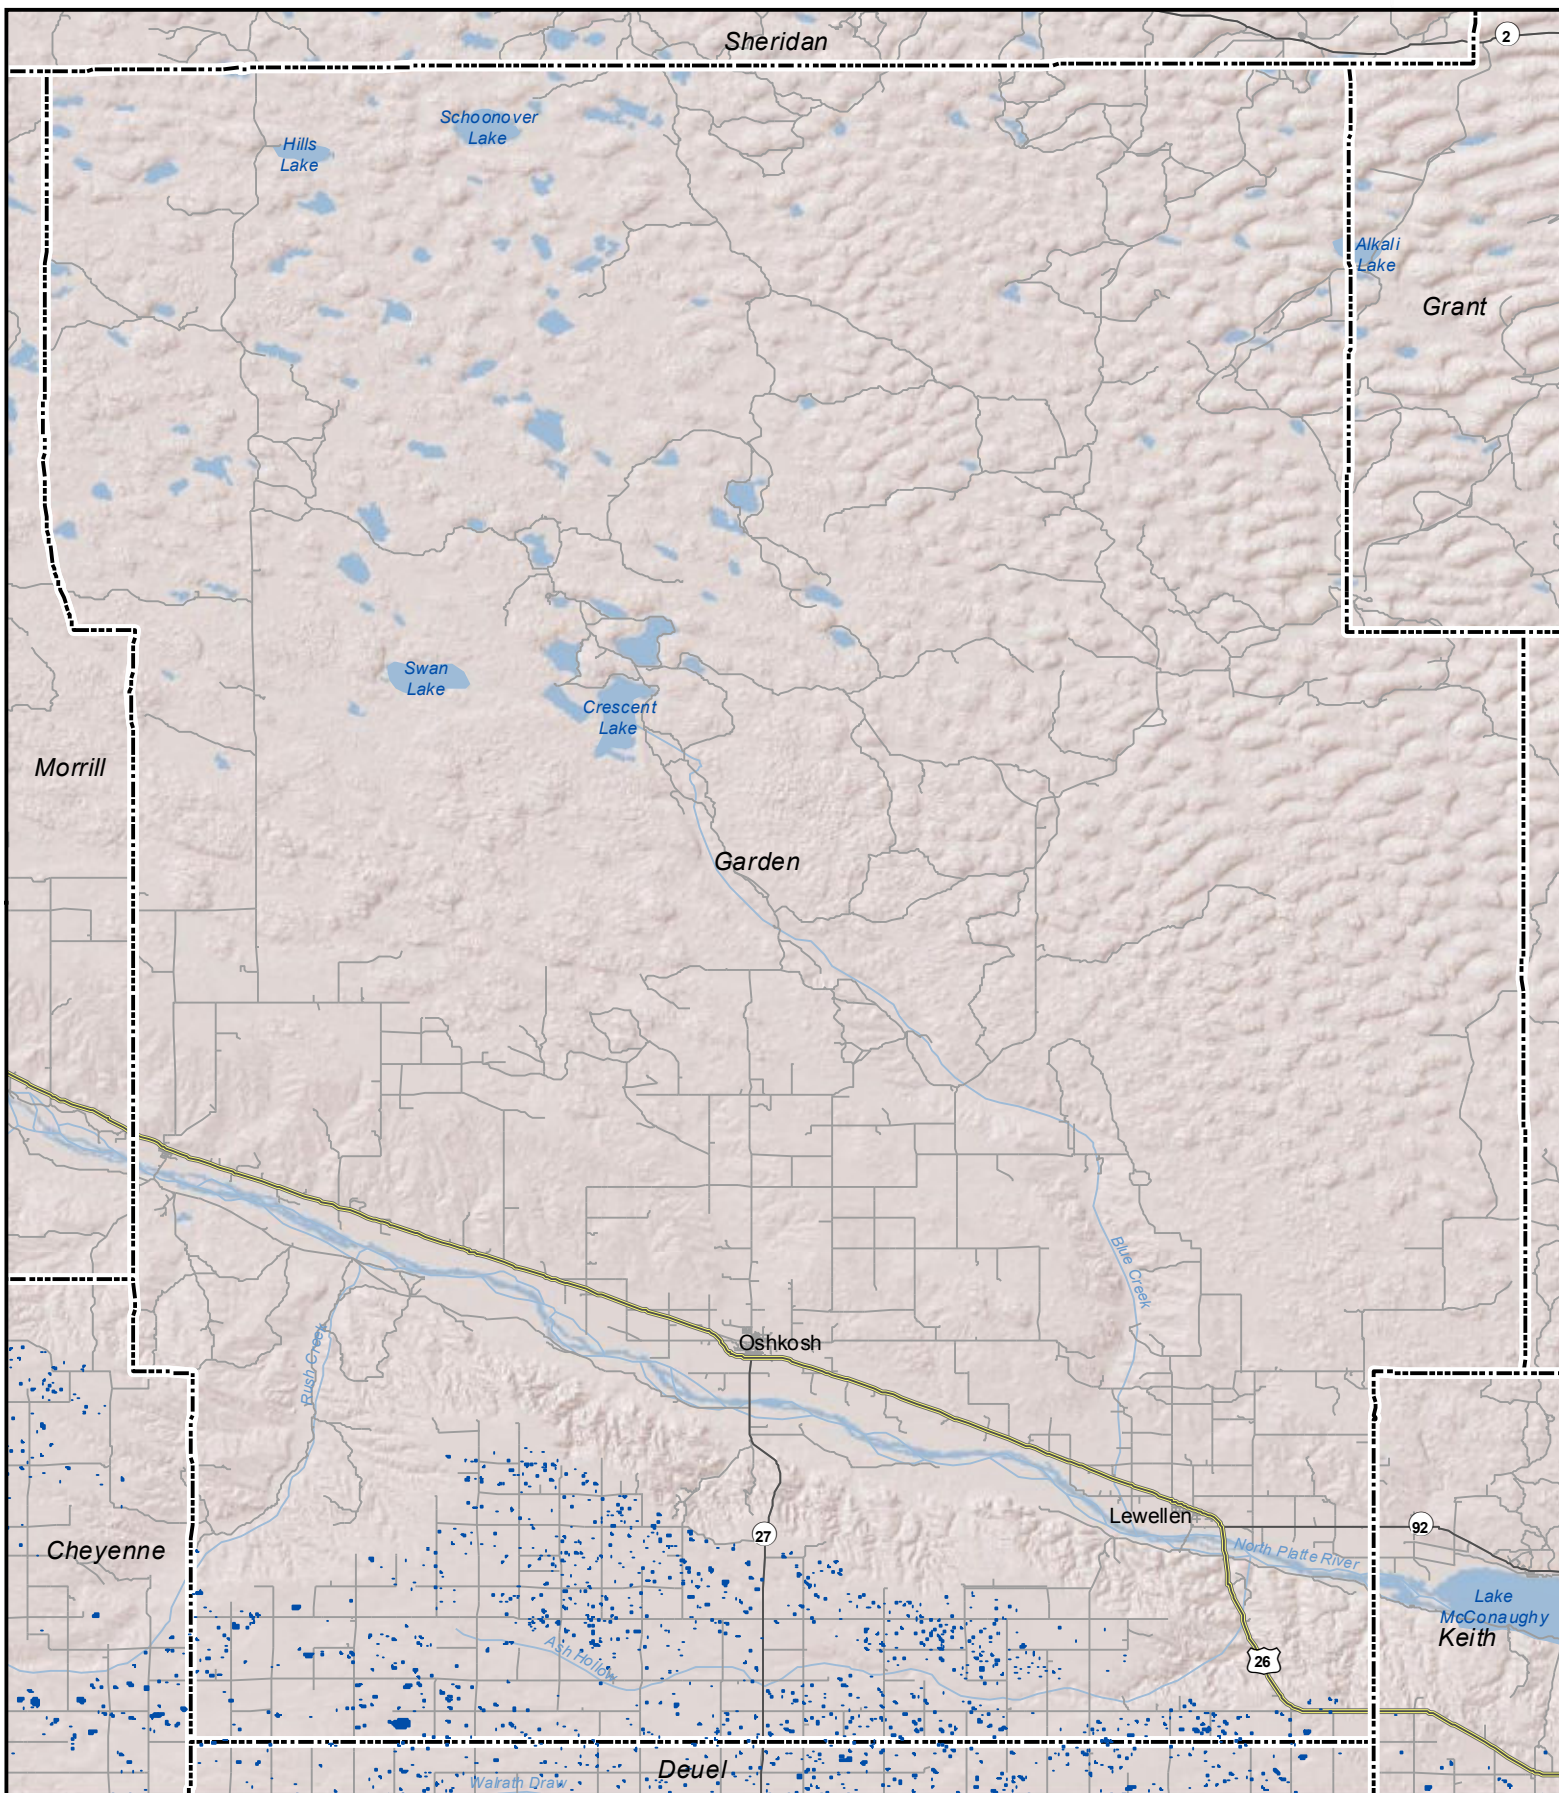 Sheridan
2
Schoonover
Lake
Hills
Lake
Alkali
Lake
Grant
Swan
Lake
Crescent
Lake
Morrill
Garden
Blue Creek
Rush Creek
Oshkosh
Lewellen
27
92
Cheyenne
North Platte River
Lake
McConaughy
Keith
Ash Hollow
26
Deuel
Walrath Draw